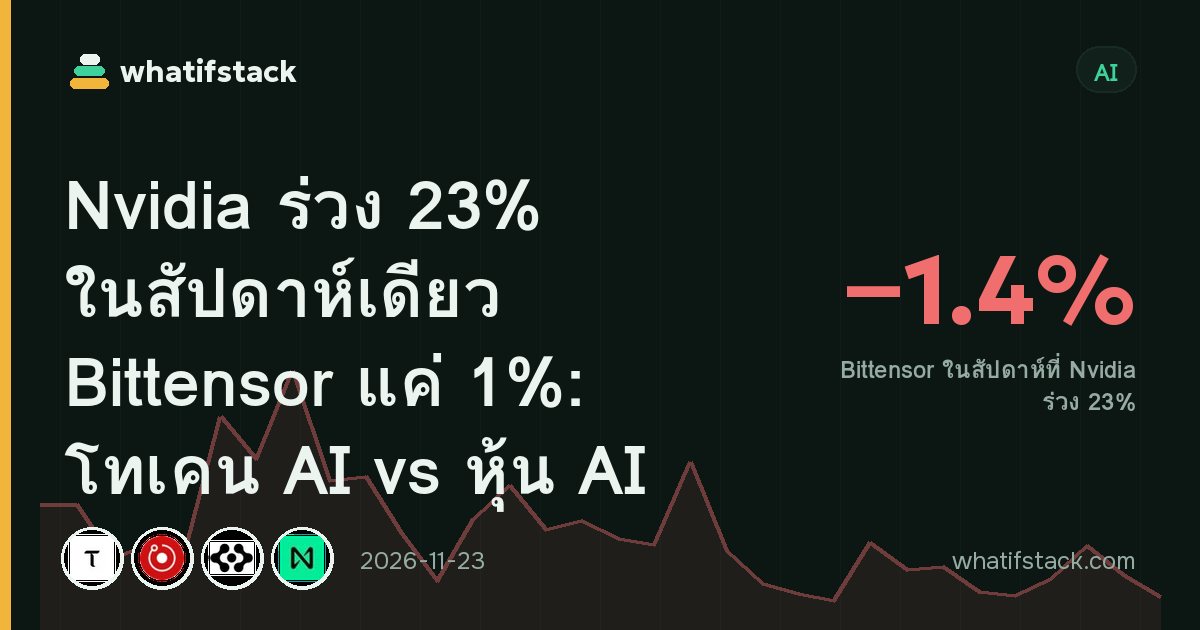 whatifstack
AI
Nvidia ร่วง 23%
ในสัปดาห์เดียว
Bittensor แค่ 1%:
โทเคน AI vs หุ้น AI
−1.4%
Bittensor ในสัปดาห์ที่ Nvidia
ร่วง 23%
τ
2026-11-23
whatifstack.com